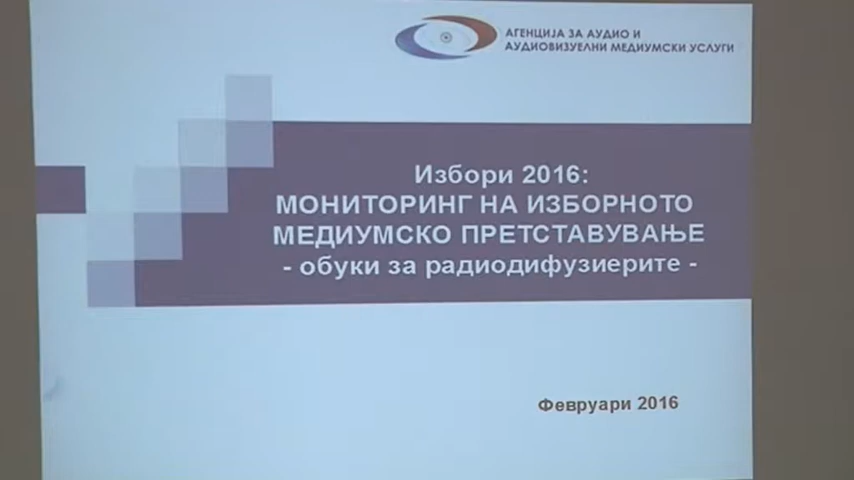 АГЕНЦИЈА ЗА АУДИО И
АУДИОВИЗУЕЛНИ МЕДИУМСКИ УСЛУГИ
Избори 2016:
МОНИТОРИНГ НА ИЗБОРНОТО
МЕДИУМСКО ПРЕТСТАВУВАЊЕ
- обуки за радиодифузиерите -
Февруари 2016